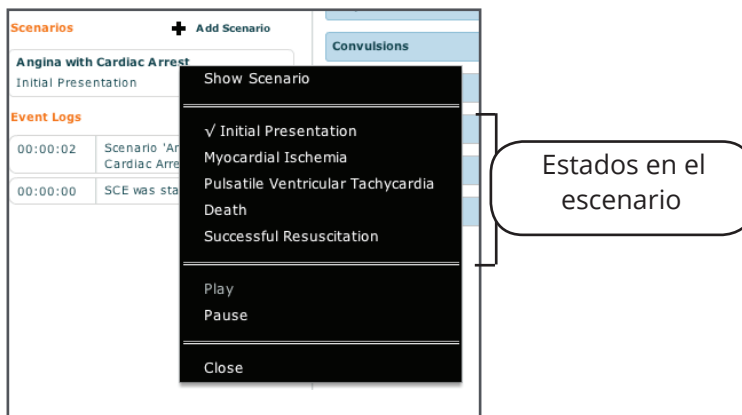 Scenarios
Add Scenario
Angina with Cardiac Arrest
Initial Presentation
Event Logs
00:00:02
Scenario 'An
Cardiac Arre
00:00:00
SCE was sta
Convulsions
Show Scenario
√ Initial Presentation
Myocardial Ischemia
Pulsatile Ventricular Tachycardia
Death
Successful Resuscitation
Play
Pause
Close
Estados en el
escenario